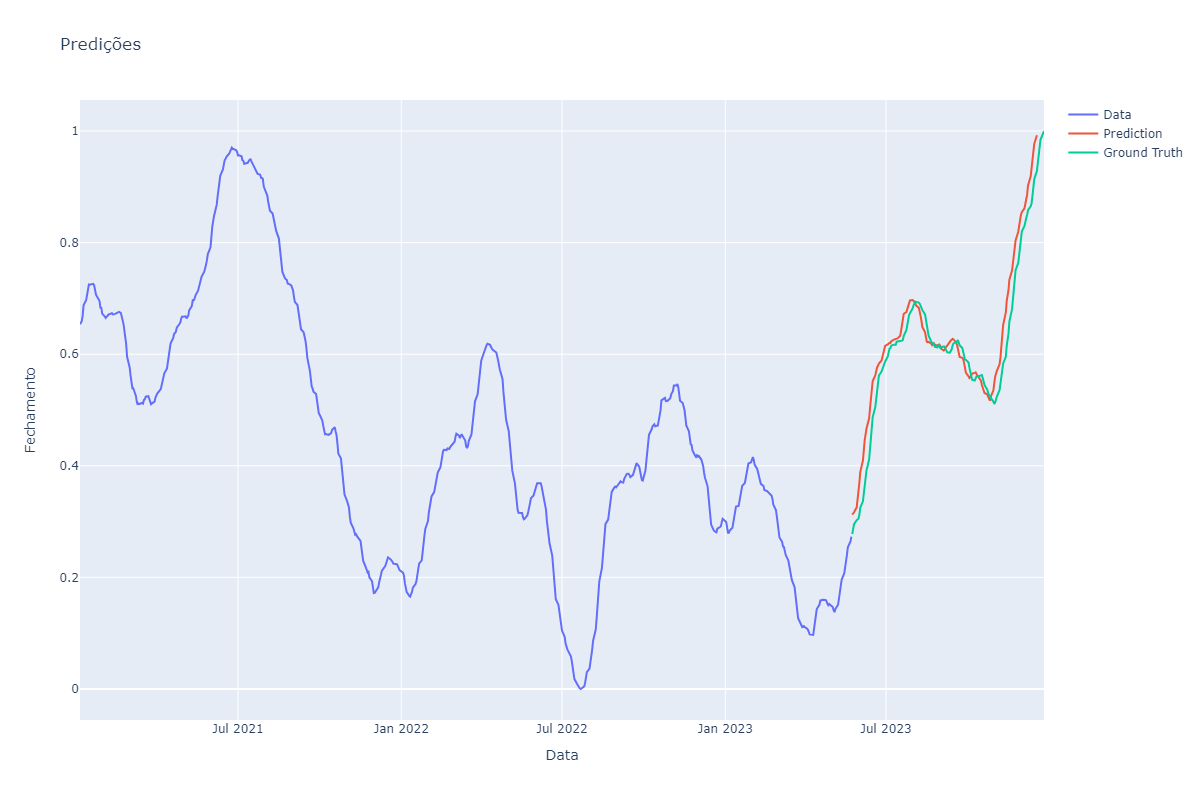 Predições
Data
Prediction
Ground Truth
1
0.8
0.6
0.4
0.2
0
Fechamento
Jul 2021
Jan 2022
Jul 2022
Jan 2023
Jul 2023
Data